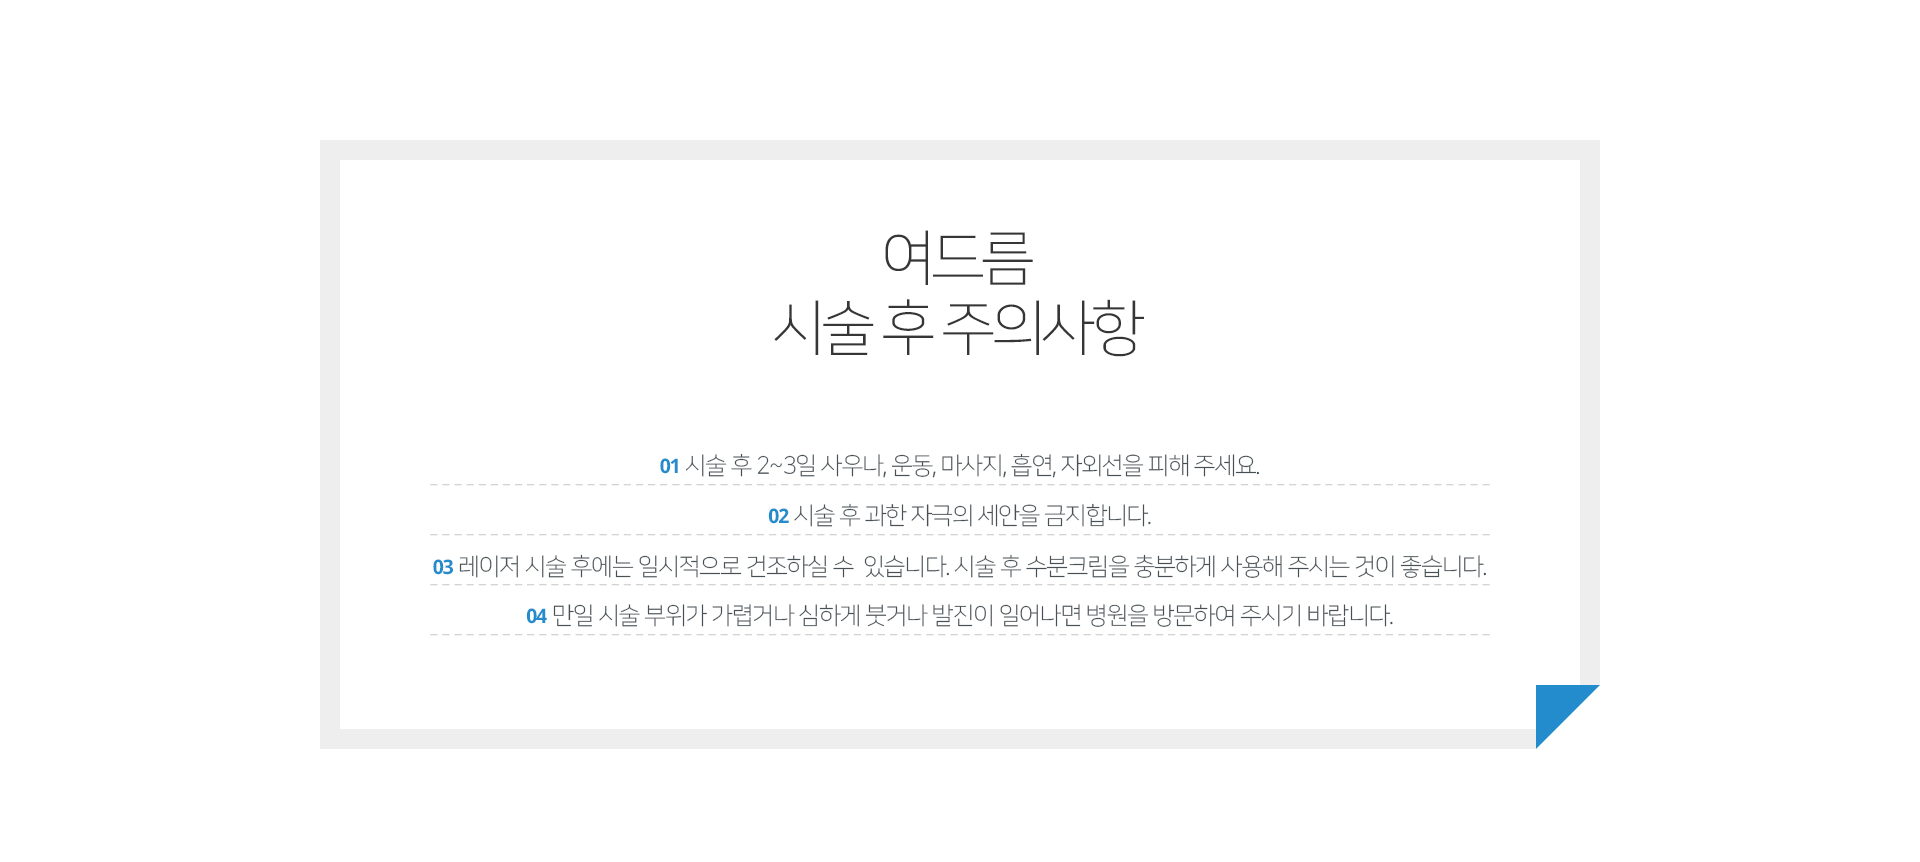 여드름
시술 후 주의사항
01 시술 후 2~3일 사우나, 운동, 마사지, 흡연, 자외선을 피해 주세요.
02 시술 후 과한 자극의 세안을 금지합니다.
03 레이저 시술 후에는 일시적으로 건조하실 수 있습니다. 시술 후 수분크림을 충분하게 사용해 주시는 것이 좋습니다.
04 만일 시술 부위가 가렵거나 심하게 붓거나 발진이 일어나면 병원을 방문하여 주시기 바랍니다.